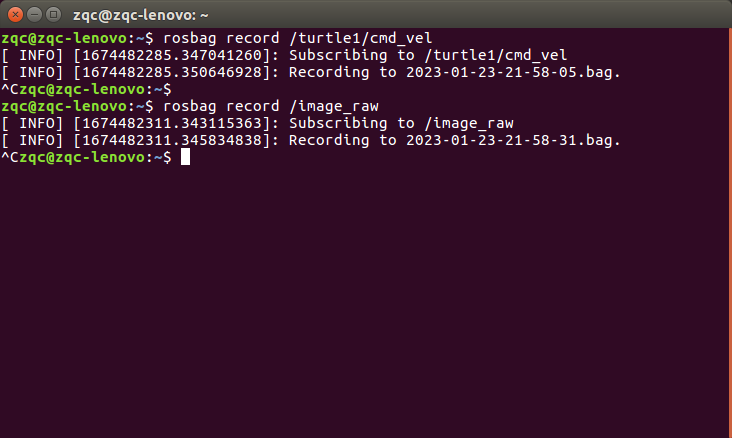 zqc@zqc-lenovo: ~
zqc@zqc-lenovo:~$ rosbag record /turtle1/cmd_vel
[ INFO] [1674482285.347041260]: Subscribing to /turtle1/cmd_vel
[ INFO] [1674482285.350646928]: Recording to 2023-01-23-21-58-05.bag.
^Czqc@zqc-lenovo:~$
zqc@zqc-lenovo:~$ rosbag record /image_raw
[ INFO] [1674482311.343115363]: Subscribing to /image_raw
[ INFO] [1674482311.345834838]: Recording to 2023-01-23-21-58-31.bag.
^Czqc@zqc-lenovo:~$